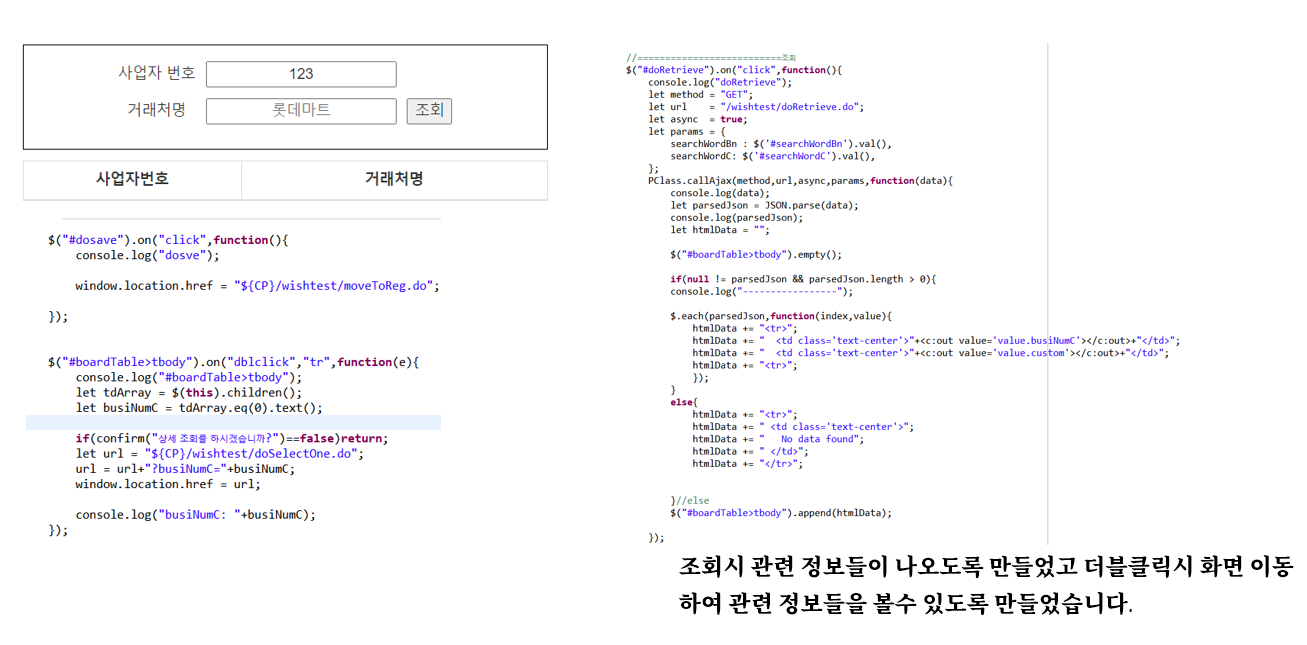 사업자 번호 123
거래처명 롯데마트 조회
사업자번호 거래처명
$("#dosave").on("click",function(){
console.log("dosve");
window.location.href = "${CP}/wishtest/moveToReg.do";
});
$("#boardTable>tbody").on("dblclick","tr",function(e){
console.log("#boardTable>tbody");
let tdArray = $(this).children();
let busiNumC = tdArray.eq(0).text();
if(confirm("상세 조회를 하시겠습니까?")==false)return;
let url = "${CP}/wishtest/doSelectOne.do";
url = url+"?busiNumC="+busiNumC;
window.location.href = url;
console.log("busiNumC: "+busiNumC);
});
//==========================조회
$("#doRetrieve").on("click",function(){
console.log("doRetrieve");
let method = "GET";
let url    = "/wishtest/doRetrieve.do";
let async  = true;
let params = {
searchWordBn : $('#searchWordBn').val(),
searchWordC: $('#searchWordC').val(),
};
PClass.callAjax(method,url,async,params,function(data){
console.log(data);
let parsedJson = JSON.parse(data);
console.log(parsedJson);
let htmlData = "";
$("#boardTable>tbody").empty();
if(null != parsedJson && parsedJson.length > 0){
console.log("-----------------");
$.each(parsedJson,function(index,value){
htmlData += "<tr>";
htmlData += "  <td class='text-center'>"+<c:out value='value.busiNumC'></c:out>+"</td>";
htmlData += "  <td class='text-center'>"+<c:out value='value.custom'></c:out>+"</td>";
htmlData += "<tr>";
});
}
else{
htmlData += "<tr>";
htmlData += " <td class='text-center'>";
htmlData += "   No data found";
htmlData += " </td>";
htmlData += "</tr>";
}//else
$("#boardTable>tbody").append(htmlData);
});
조회시 관련 정보들이 나오도록 만들었고 더블클릭시 화면 이동
하여 관련 정보들을 볼수 있도록 만들었습니다.